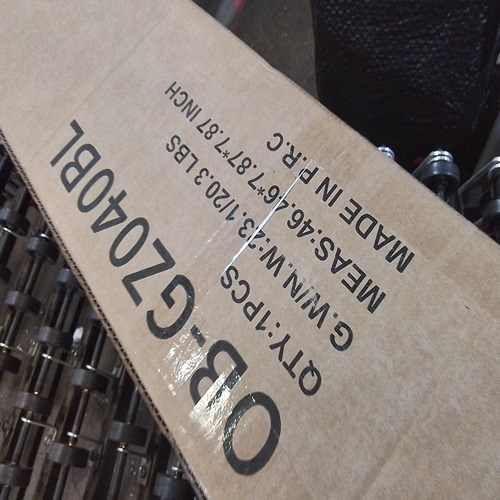 OB-GZ040BL
QTY:1PCS
G.W/N.W:23.1/20.3 LBS
MEAS:46.46*7.87*7.87 INCH
MADE IN P.R.C